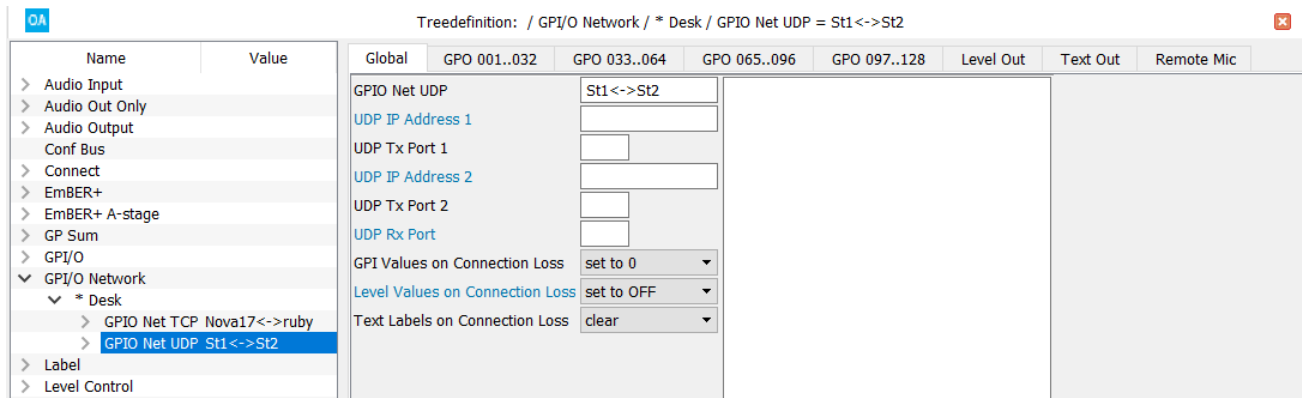 OA
Treedefinition: / GPI/O Network / * Desk / GPIO Net UDP = St1<->St2
Name Value
Audio Input
Audio Out Only
Audio Output
Conf Bus
Connect
EmBER+
EmBER+ A-stage
GP Sum
GPI/O
GPI/O Network
* Desk
GPIO Net TCP Nova17<->ruby
GPIO Net UDP St1<->St2
Label
Level Control
Global GPO 001..032 GPO 033..064 GPO 065..096 GPO 097..128 Level Out Text Out Remote Mic
GPIO Net UDP St1<->St2
UDP IP Address 1
UDP Tx Port 1
UDP IP Address 2
UDP Tx Port 2
UDP Rx Port
GPI Values on Connection Loss set to 0
Level Values on Connection Loss set to OFF
Text Labels on Connection Loss clear